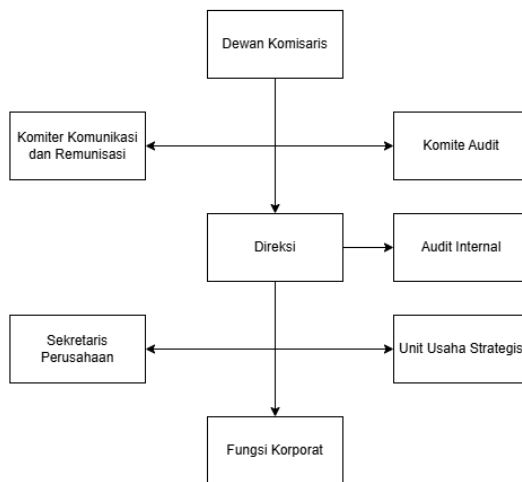 Dewan Komisaris
Komiter Komunikasi
dan Remunisasi
Komite Audit
Direksi
Audit Internal
Sekretaris
Perusahaan
Unit Usaha Strategis
Fungsi Korporat